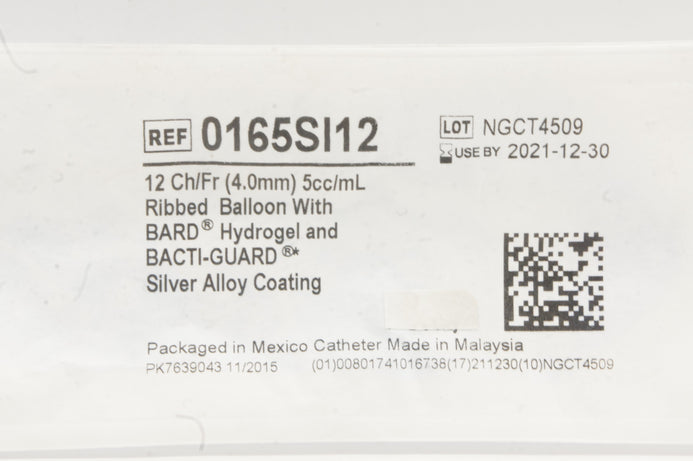 REF 0165SI12
LOT NGCT4509
USE BY 2021-12-30
12 Ch/Fr (4.0mm) 5cc/mL
Ribbed Balloon With
BARD® Hydrogel and
BACTI-GUARD®*
Silver Alloy Coating
Packaged in Mexico Catheter Made in Malaysia
PK7639043 11/2015 (01)00801741016738(17)211230(10)NGCT4509